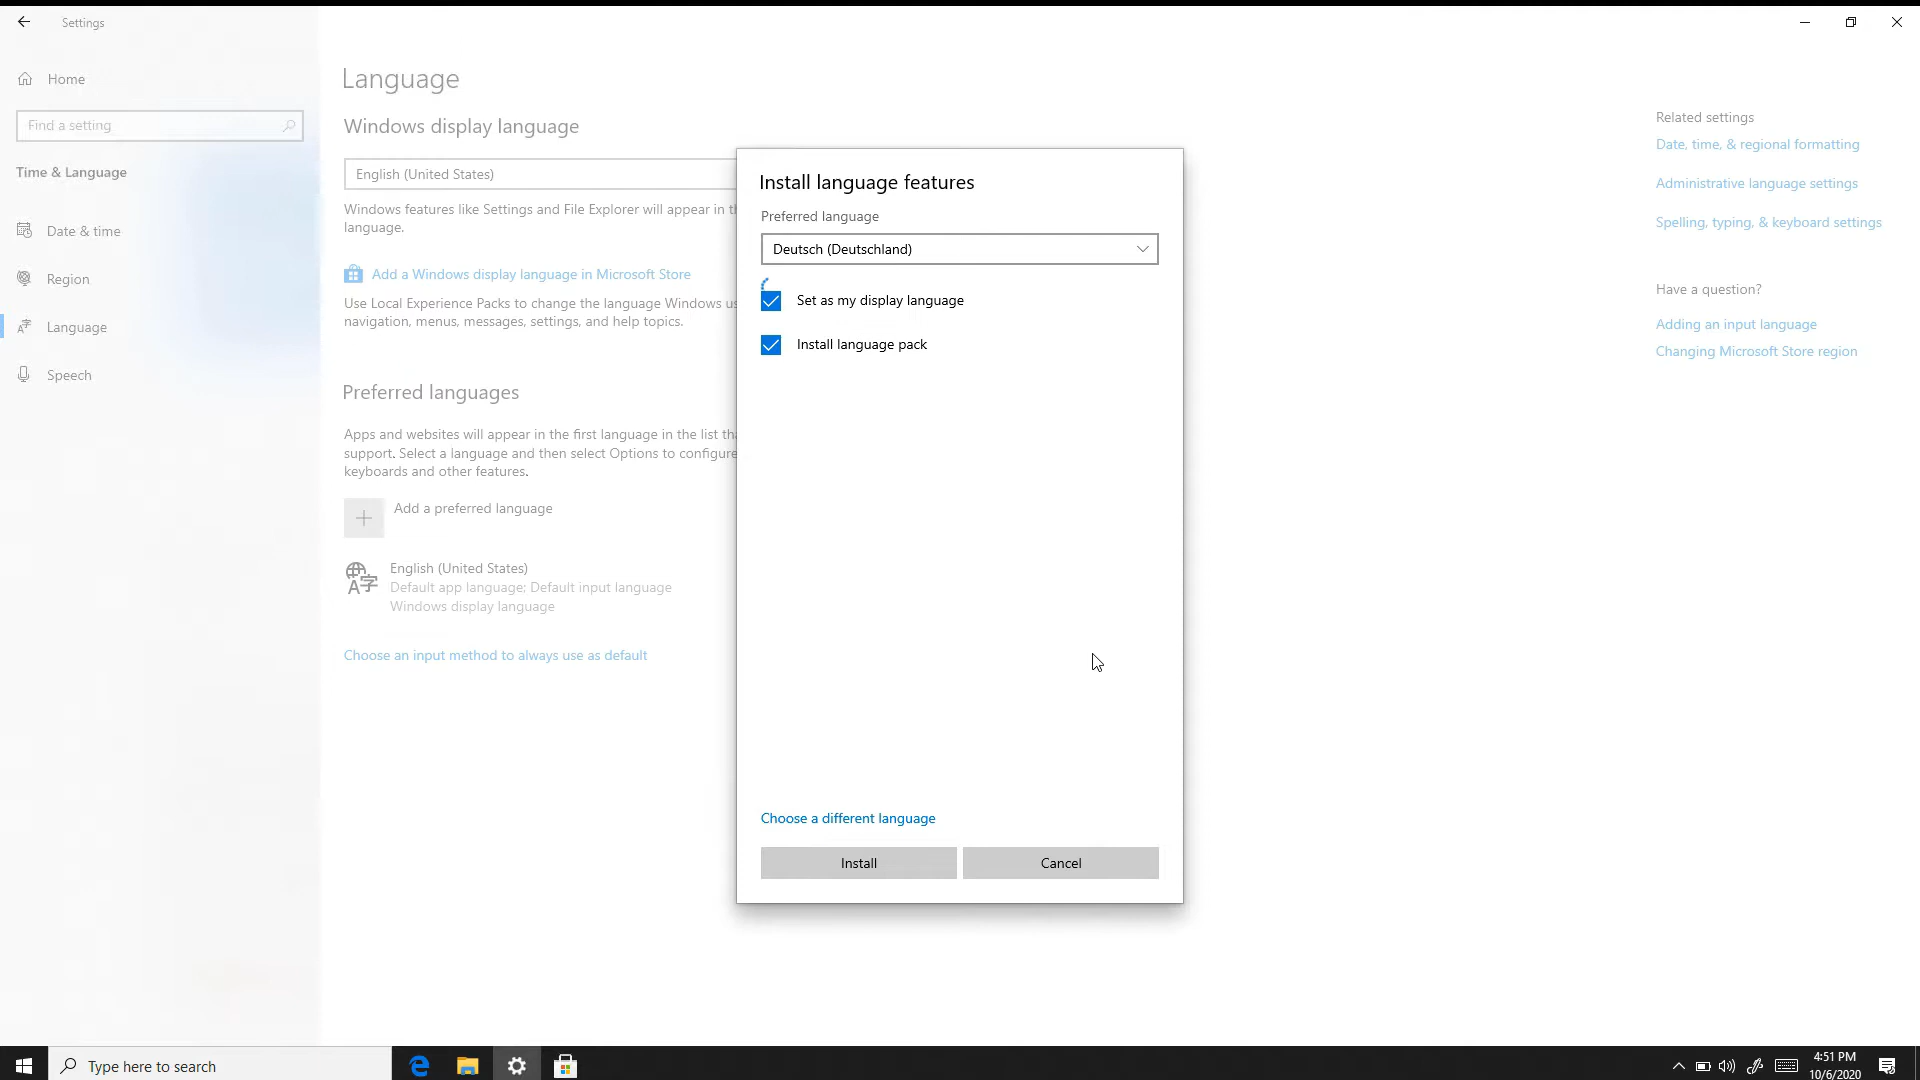 Settings
Home
Find a setting
Time & Language
Date & time
Region
Language
Speech
Language
Windows display language
English (United States)
Windows features like Settings and File Explorer will appear in th
language.
Add a Windows display language in Microsoft Store
Use Local Experience Packs to change the language Windows us
navigation, menus, messages, settings, and help topics.
Preferred languages
Apps and websites will appear in the first language in the list tha
support. Select a language and then select Options to configure
keyboards and other features.
Add a preferred language
English (United States)
Default app language; Default input language
Windows display language
Choose an input method to always use as default
Install language features
Preferred language
Deutsch (Deutschland)
Set as my display language
Install language pack
Choose a different language
Install
Cancel
Related settings
Date, time, & regional formatting
Administrative language settings
Spelling, typing, & keyboard settings
Have a question?
Adding an input language
Changing Microsoft Store region
Type here to search
4:51 PM
10/6/2020